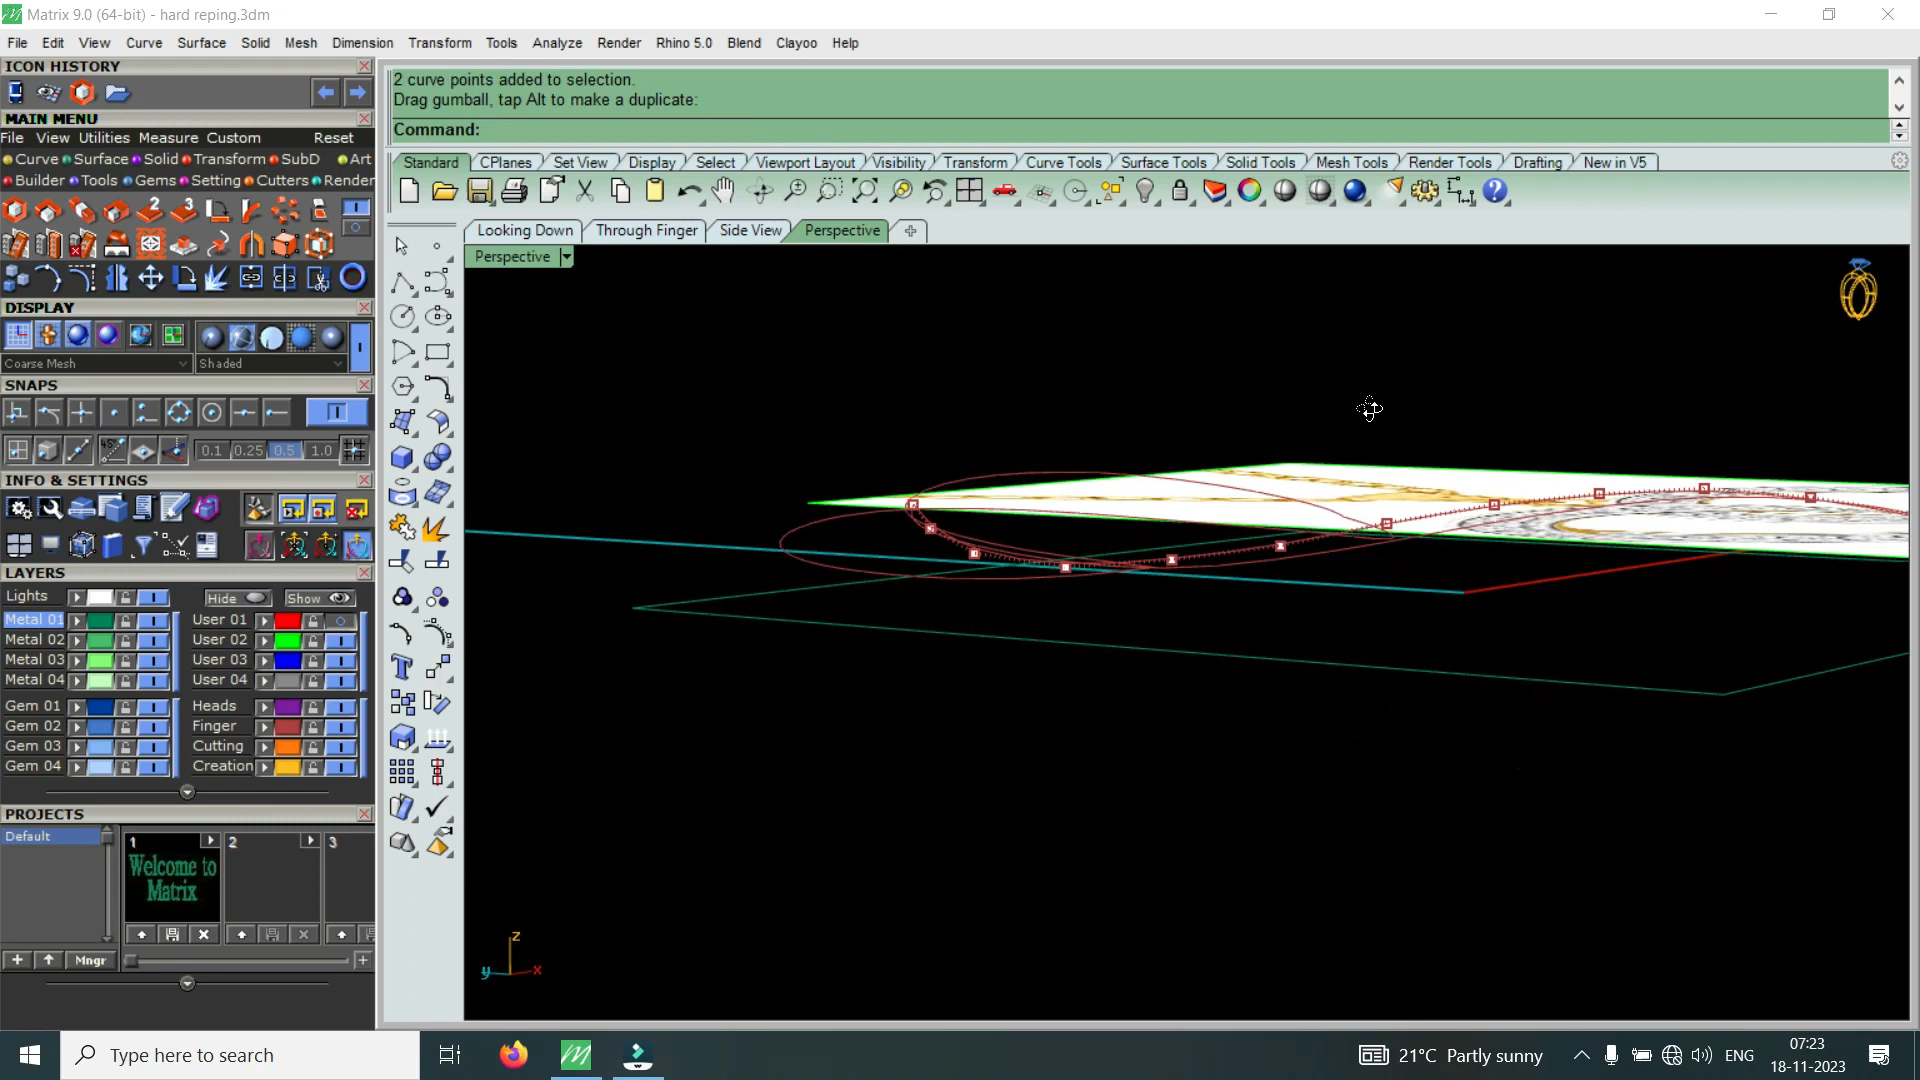 Matrix 9.0 (64-bit) - hard reping.3dm
File Edit View Curve Surface Solid Mesh Dimension Transform Tools Analyze Render Rhino 5.0 Blend Clayoo Help
ICON HISTORY
2 curve points added to selection.
Drag gumball, tap Alt to make a duplicate:
Command:
MAIN MENU
File View Utilities Measure Custom Reset
Curve Surface Solid Transform SubD Art
Builder Tools Gems Setting Cutters Render
Standard CPlanes Set View Display Select Viewport Layout Visibility Transform Curve Tools Surface Tools Solid Tools Mesh Tools Render Tools Drafting New in V5
2 3
Looking Down Through Finger Side View Perspective
Perspective
DISPLAY
Coarse Mesh Shaded
SNAPS
45°
0.1 0.25 0.5 1.0
INFO & SETTINGS
LAYERS
Lights Hide Show
Metal 01 User 01
Metal 02 User 02
Metal 03 User 03
Metal 04 User 04
Gem 01 Heads
Gem 02 Finger
Gem 03 Cutting
Gem 04 Creation
PROJECTS
Default
1 2 3
Welcome to
Matrix
Mngr
z
y x
Type here to search
21°C Partly sunny
ENG
07:23
18-11-2023